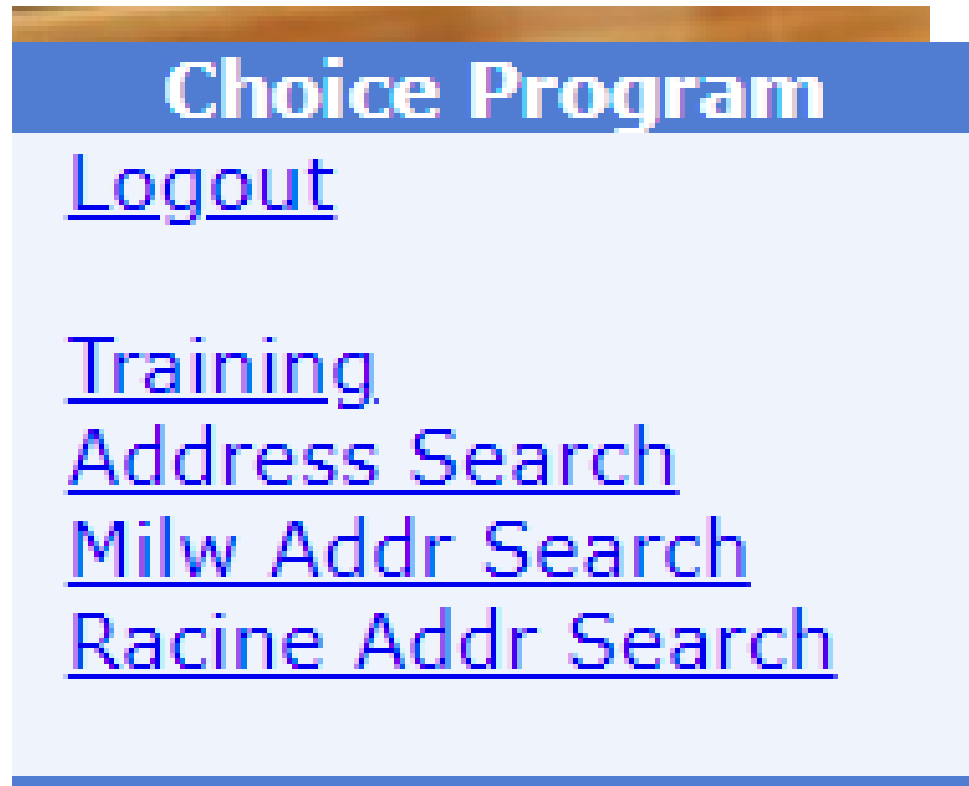 Choice Program
Logout
Training
Address Search
Milw Addr Search
Racine Addr Search